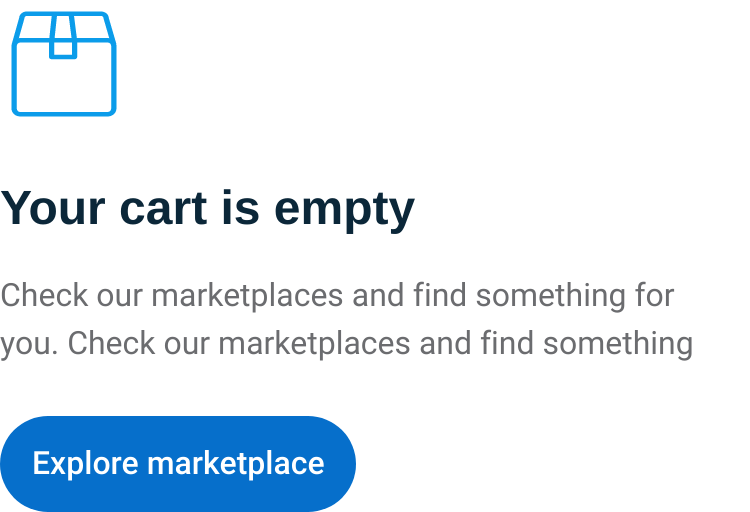 Your cart is empty
Check our marketplaces and find something for
you. Check our marketplaces and find something
Explore marketplace